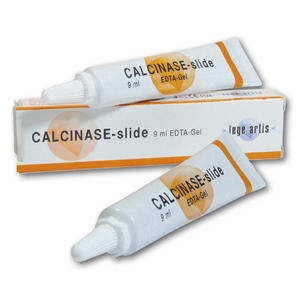 CALCINASE-slide
9 ml EDTA-Gel
CALCINASE-slide 9 ml EDTA-Gel
lege artis
CALCINASE-slide
9 ml EDTA-Gel